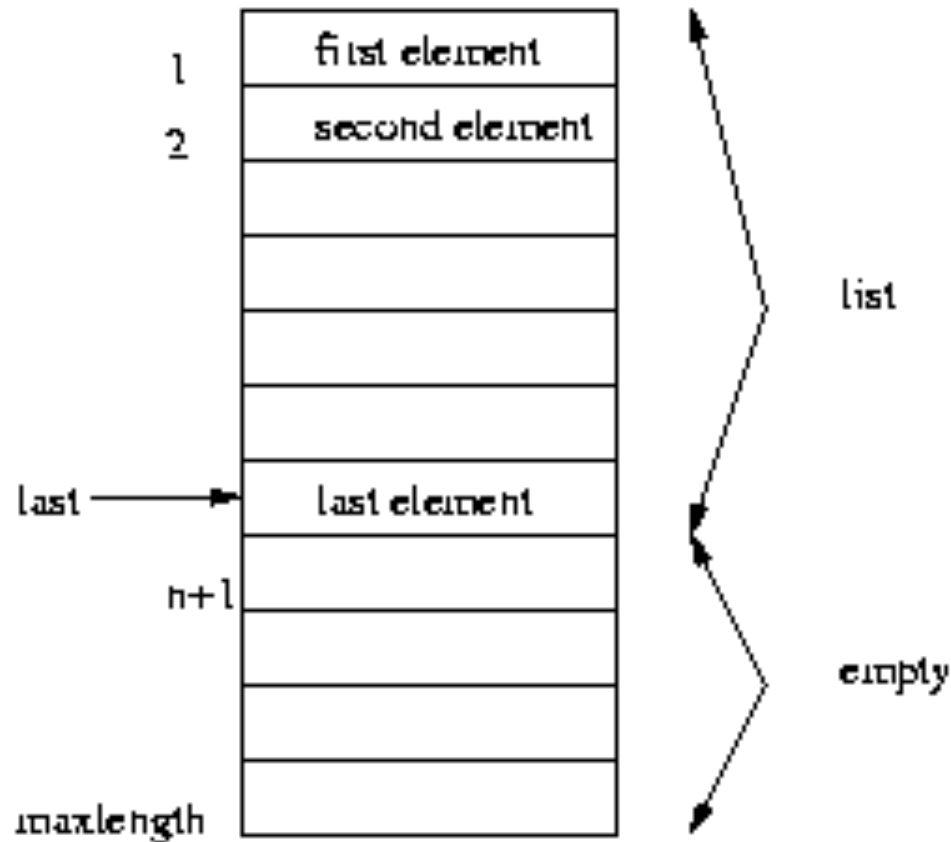 first element
1
second element
2
list
last
last element
n+1
empty
maxlength